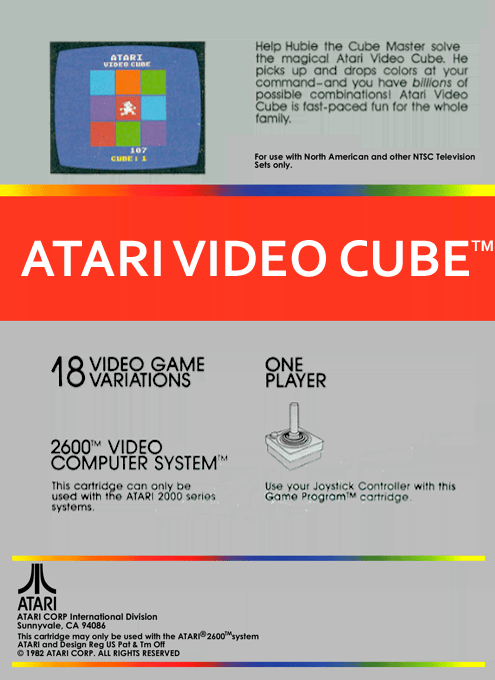 ATARI
VIDEO CUBE
107
CUBE: 1
Help Hubie the Cube Master solve
the magical Atari Video Cube. He
picks up and drops colors at your
command–and you have billions of
possible combinations! Atari Video
Cube is fast-paced fun for the whole
family.
For use with North American and other NTSC Television
Sets only.
ATARI VIDEO CUBE™
18 VIDEO GAME
VARIATIONS
ONE
PLAYER
2600™ VIDEO
COMPUTER SYSTEM™
This cartridge can only be
used with the ATARI 2000 series
systems.
Use your Joystick Controller with this
Game Program™ cartridge.
ATARI
ATARI CORP International Division
Sunnyvale, CA 94086
This cartridge may only be used with the ATARI®2600™system
ATARI and Design Reg US Pat & Tm Off
© 1982 ATARI CORP. ALL RIGHTS RESERVED